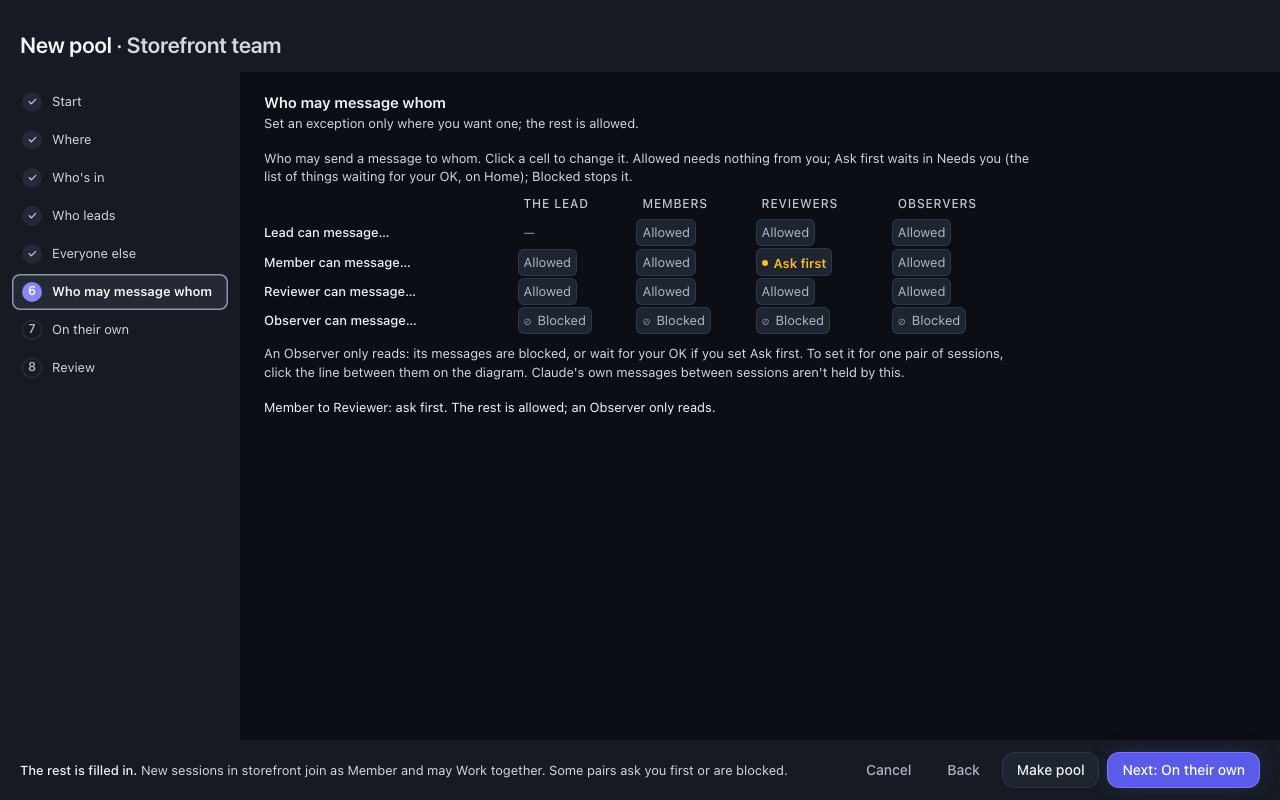 New pool · Storefront team
Start
Where
Who's in
Who leads
Everyone else
6 Who may message whom
7 On their own
8 Review
Who may message whom
Set an exception only where you want one; the rest is allowed.
Who may send a message to whom. Click a cell to change it. Allowed needs nothing from you; Ask first waits in Needs you (the
list of things waiting for your OK, on Home); Blocked stops it.
THE LEAD MEMBERS REVIEWERS OBSERVERS
Lead can message... — Allowed Allowed Allowed
Member can message... Allowed Allowed Ask first Allowed
Reviewer can message... Allowed Allowed Allowed Allowed
Observer can message... Blocked Blocked Blocked Blocked
An Observer only reads: its messages are blocked, or wait for your OK if you set Ask first. To set it for one pair of sessions,
click the line between them on the diagram. Claude's own messages between sessions aren't held by this.
Member to Reviewer: ask first. The rest is allowed; an Observer only reads.
The rest is filled in. New sessions in storefront join as Member and may Work together. Some pairs ask you first or are blocked.
Cancel Back Make pool Next: On their own